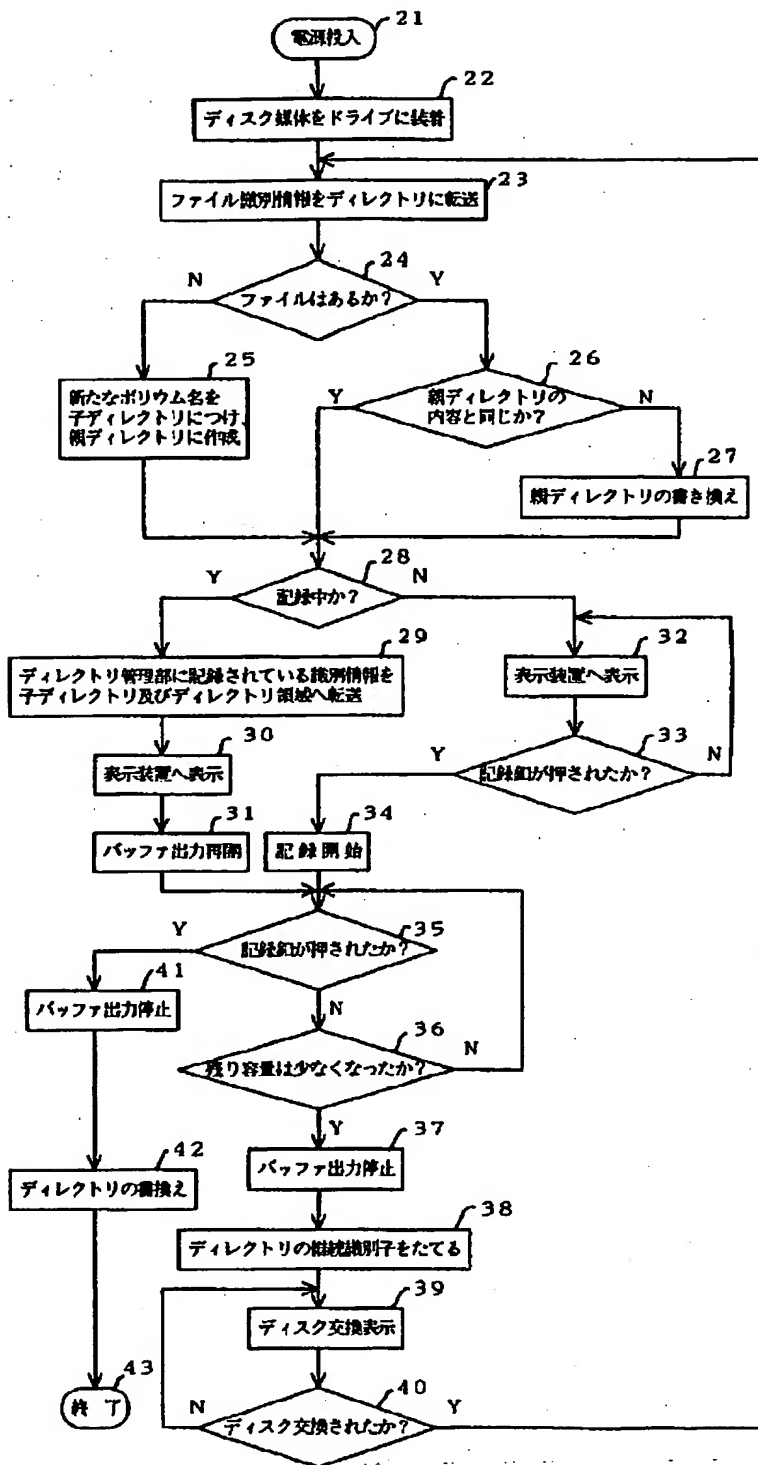 21
電源投入
22
ディスク媒体をドライブに装着
23
ファイル識別情報をディレクトリに転送
24
N
Y
ファイルはあるか?
25
新たなボリウム名を
子ディレクトリにつけ、
親ディレクトリに作成
26
Y
N
親ディレクトリの
内容と同じか?
27
親ディレクトリの書き換え
28
Y
N
記録中か?
29
ディレクトリ管理部に記録されている識別情報を
子ディレクトリ及びディレクトリ領域へ転送
32
表示装置へ表示
30
表示装置へ表示
33
Y
N
記録釦が押されたか?
31
バッファ出力再開
34
記録開始
35
Y
記録釦が押されたか?
N
41
バッファ出力停止
36
N
残り容量は少なくなったか?
Y
37
バッファ出力停止
42
ディレクトリの書換え
38
ディレクトリの継続識別子をたてる
39
ディスク交換表示
43
終了
40
N
Y
ディスク交換されたか?